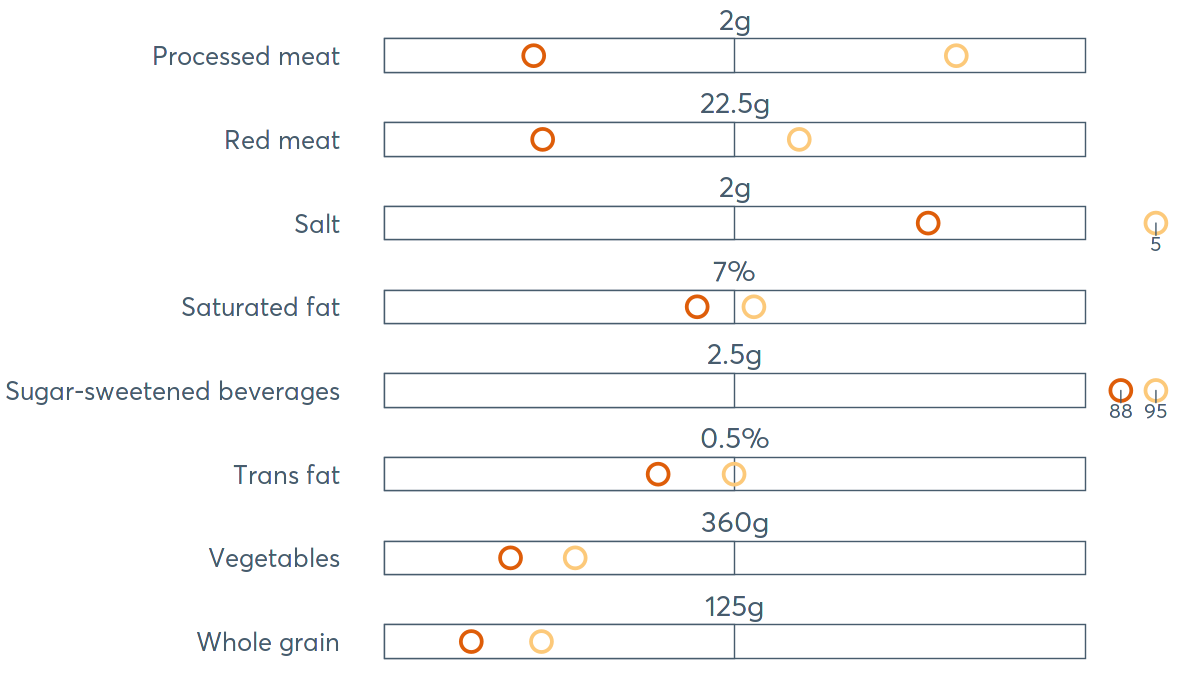 2g
Processed meat
22.5g
Red meat
2g
Salt
5
7%
Saturated fat
2.5g
Sugar-sweetened beverages
88 95
0.5%
Trans fat
360g
Vegetables
125g
Whole grain